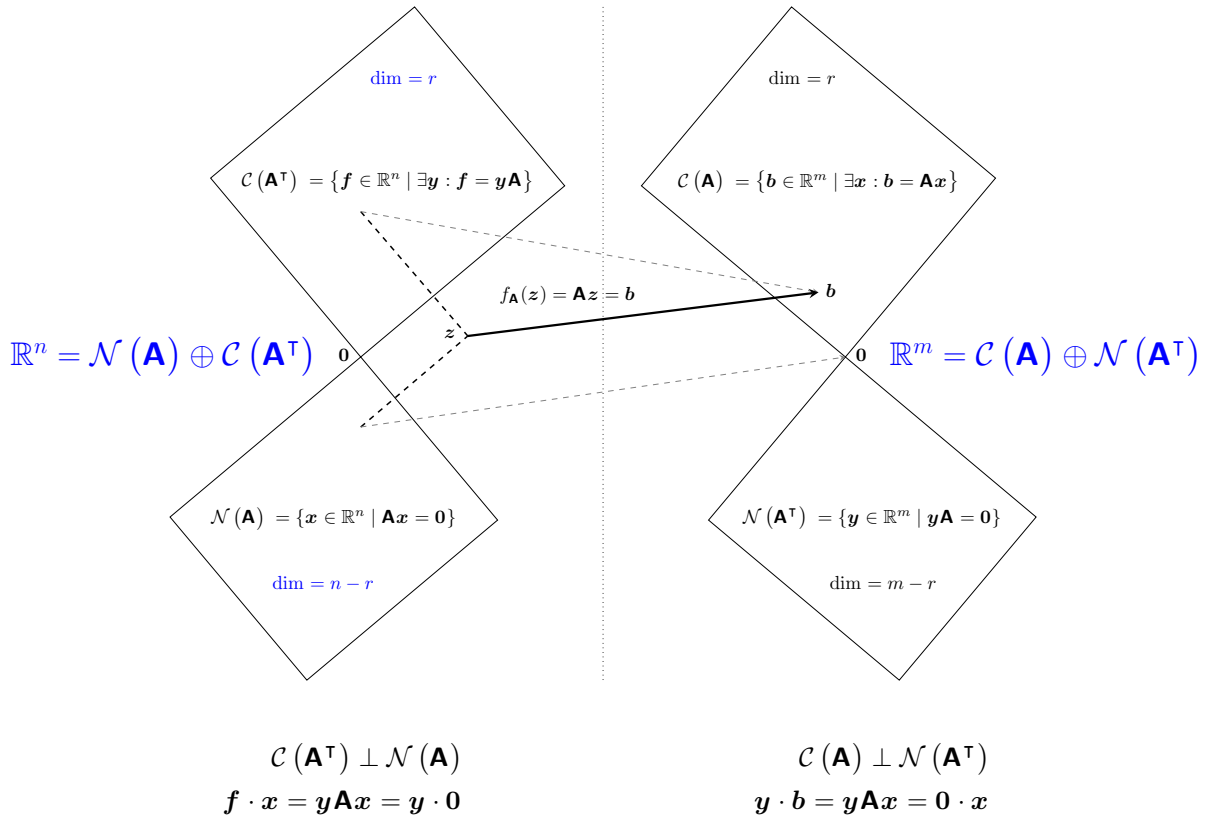 dim = r
dim = r
𝒞(𝐀ᵀ) = {𝒇 ∈ ℝⁿ | ∃𝒚 : 𝒇 = 𝒚𝐀}
𝒞(𝐀) = {𝒃 ∈ ℝᵐ | ∃𝒙 : 𝒃 = 𝐀𝒙}
f_𝐀(𝒛) = 𝐀𝒛 = 𝒃
𝒃
𝒛
ℝⁿ = 𝒩(𝐀) ⊕ 𝒞(𝐀ᵀ)
𝟎
𝟎
ℝᵐ = 𝒞(𝐀) ⊕ 𝒩(𝐀ᵀ)
𝒩(𝐀) = {𝒙 ∈ ℝⁿ | 𝐀𝒙 = 𝟎}
𝒩(𝐀ᵀ) = {𝒚 ∈ ℝᵐ | 𝒚𝐀 = 𝟎}
dim = n − r
dim = m − r
𝒞(𝐀ᵀ) ⊥ 𝒩(𝐀)
𝒞(𝐀) ⊥ 𝒩(𝐀ᵀ)
𝒇 · 𝒙 = 𝒚𝐀𝒙 = 𝒚 · 𝟎
𝒚 · 𝒃 = 𝒚𝐀𝒙 = 𝟎 · 𝒙